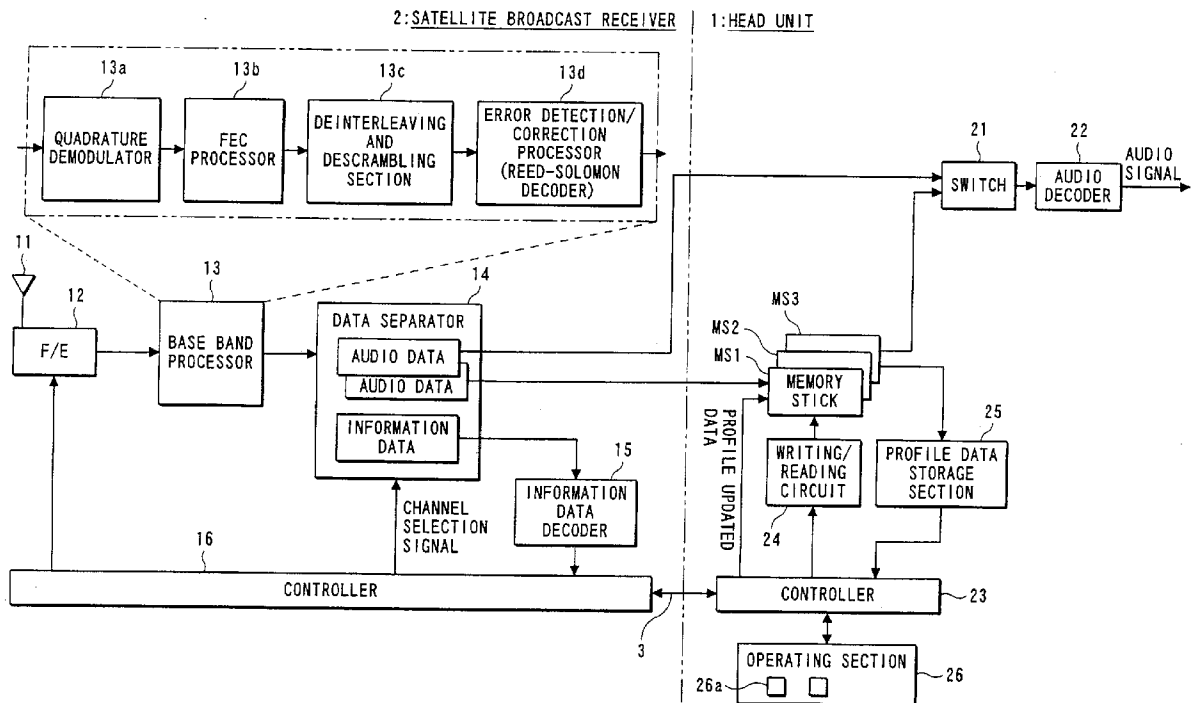 2:SATELLITE BROADCAST RECEIVER
1:HEAD UNIT
13a
13b
13c
13d
QUADRATURE
DEMODULATOR
FEC
PROCESSOR
DEINTERLEAVING
AND
DESCRAMBLING
SECTION
ERROR DETECTION/
CORRECTION
PROCESSOR
(REED-SOLOMON
DECODER)
21
SWITCH
22
AUDIO
DECODER
AUDIO
SIGNAL
11
12
F/E
13
BASE BAND
PROCESSOR
14
DATA SEPARATOR
AUDIO DATA
AUDIO DATA
INFORMATION
DATA
15
INFORMATION
DATA
DECODER
CHANNEL
SELECTION
SIGNAL
MS3
MS2
MS1
MEMORY
STICK
PROFILE UPDATED
DATA
WRITING/
READING
CIRCUIT
24
25
PROFILE DATA
STORAGE
SECTION
16
CONTROLLER
3
CONTROLLER
23
OPERATING SECTION
26a
26